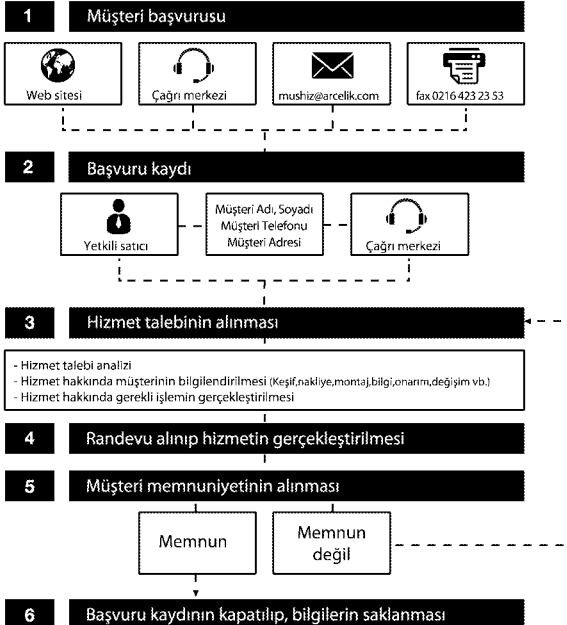 1 Müşteri başvurusu
Web sitesi
Çağrı merkezi
mushiz@arcelik.com
fax 0216 423 23 53
2 Başvuru kaydı
Yetkili satıcı
Müşteri Adı, Soyadı
Müşteri Telefonu
Müşteri Adresi
Çağrı merkezi
3 Hizmet talebinin alınması
- Hizmet talebi analizi
- Hizmet hakkında müşterinin bilgilendirilmesi (Keşif,nakliye,montaj,bilgi,onarım,değişim vb.)
- Hizmet hakkında gerekli işlemin gerçekleştirilmesi
4 Randevu alınıp hizmetin gerçekleştirilmesi
5 Müşteri memnuniyetinin alınması
Memnun
Memnun
değil
6 Başvuru kaydının kapatılıp, bilgilerin saklanması